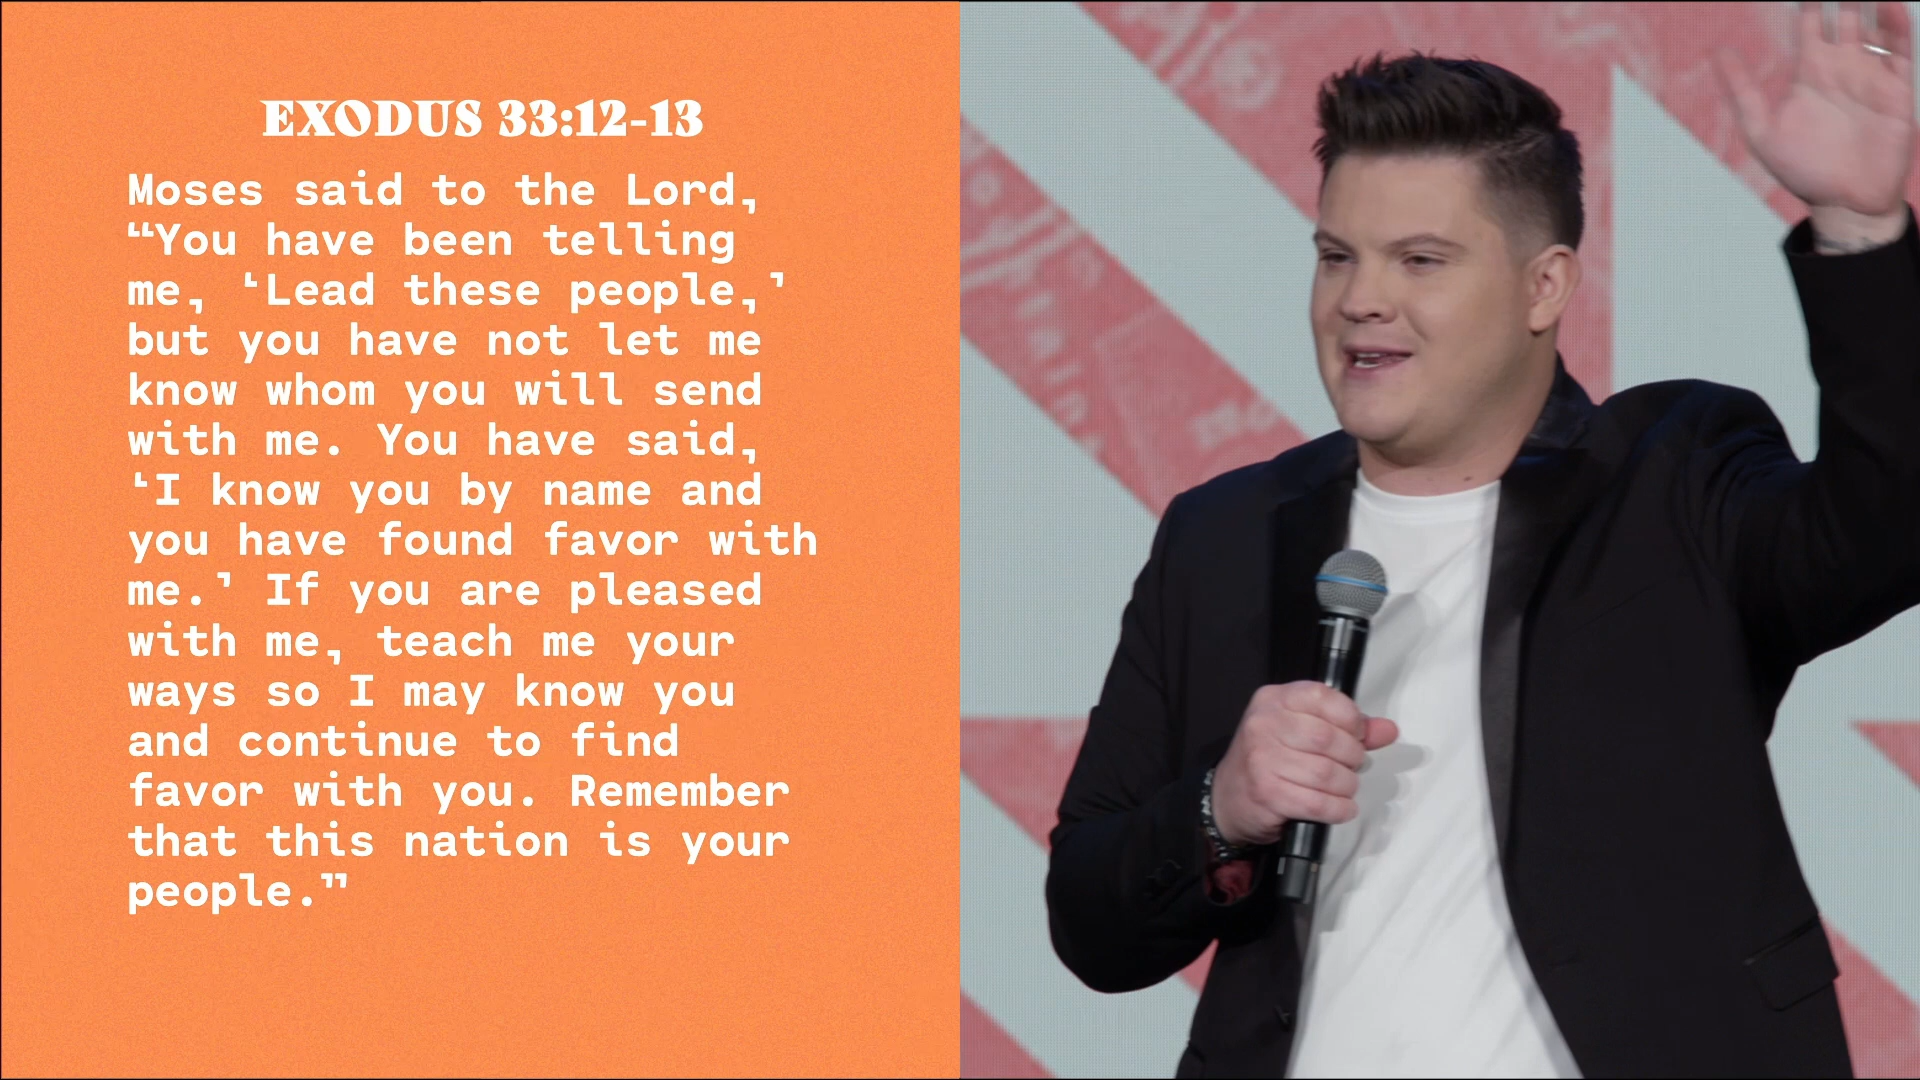 EXODUS 33:12-13
Moses said to the Lord,
“You have been telling
me, ‘Lead these people,’
but you have not let me
know whom you will send
with me. You have said,
‘I know you by name and
you have found favor with
me.’ If you are pleased
with me, teach me your
ways so I may know you
and continue to find
favor with you. Remember
that this nation is your
people.”